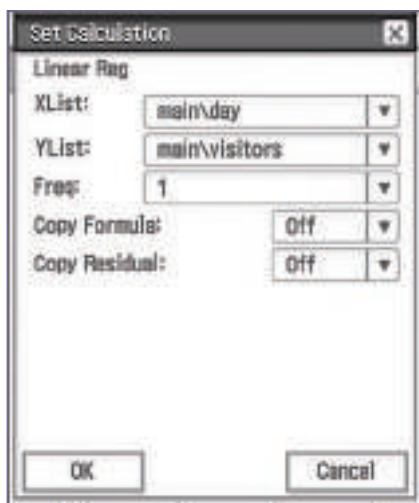 Set Calculation
Linear Reg
XList: main\day
YList: main\visitors
Freq: 1
Copy Formula: Off
Copy Residual: Off
OK Cancel